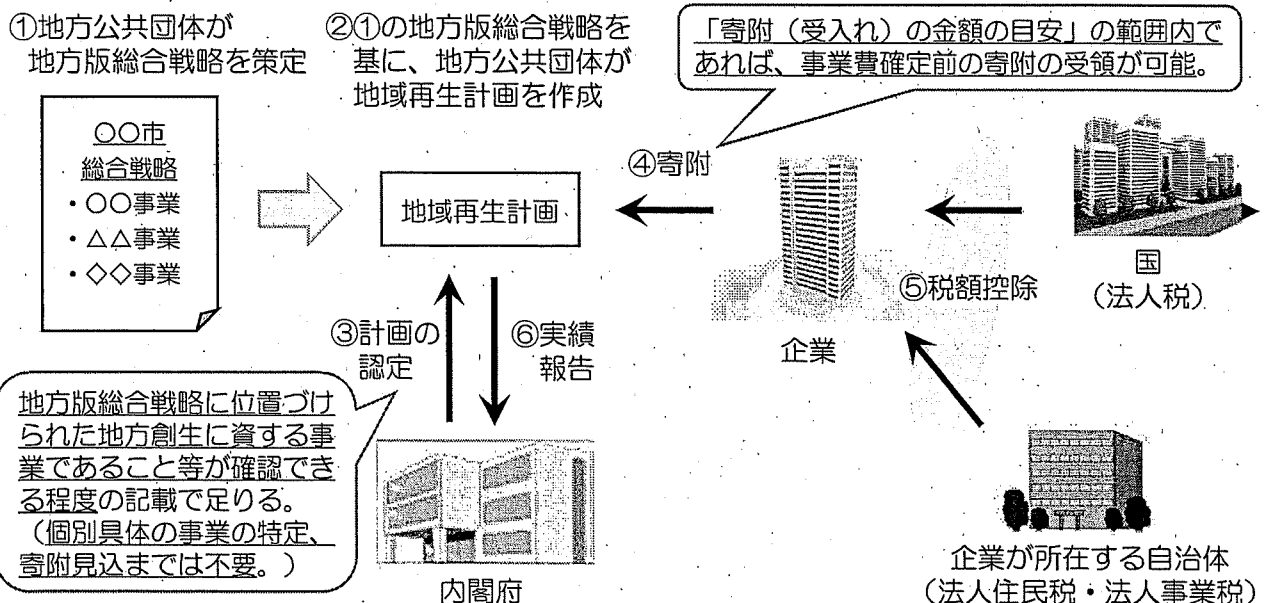 ①地方公共団体が
地方版総合戦略を策定
②①の地方版総合戦略を
基に、地方公共団体が
地域再生計画を作成
「寄附（受入れ）の金額の目安」の範囲内で
あれば、事業費確定前の寄附の受領が可能。
○○市
総合戦略
・○○事業
・△△事業
・◇◇事業
地域再生計画
④寄附
企業
⑤税額控除
国
（法人税）
③計画の
認定
⑥実績
報告
地方版総合戦略に位置づけ
られた地方創生に資する事
業であること等が確認でき
る程度の記載で足りる。
（個別具体の事業の特定、
寄附見込までは不要。）
内閣府
企業が所在する自治体
（法人住民税・法人事業税）